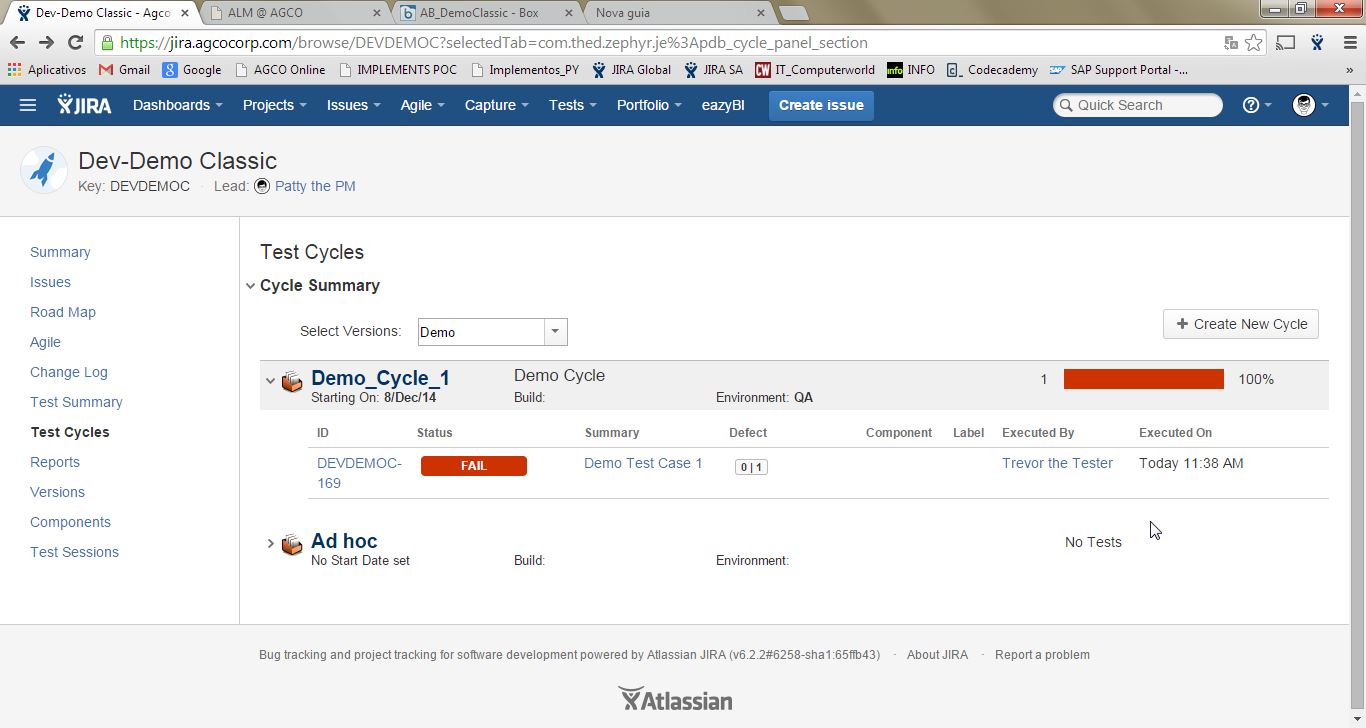 Dev-Demo Classic - Agco
ALM @ AGCO
AB_DemoClassic - Box
Nova guia
https://jira.agcocorp.com/browse/DEVDEMOC?selectedTab=com.thed.zephyr.je%3Apdb_cycle_panel_section
Aplicativos Gmail Google AGCO Online IMPLEMENTS POC Implementos_PY JIRA Global JIRA SA CW IT_Computerworld info INFO c_ Codecademy SAP Support Portal -... »
JIRA Dashboards Projects Issues Agile Capture Tests Portfolio eazyBI Create issue Quick Search ?
Dev-Demo Classic
Key: DEVDEMOC · Lead: Patty the PM
Summary
Issues
Road Map
Agile
Change Log
Test Summary
Test Cycles
Reports
Versions
Components
Test Sessions
Test Cycles
Cycle Summary
Select Versions: Demo
+ Create New Cycle
Demo_Cycle_1 Demo Cycle 1 100%
Starting On: 8/Dec/14 Build: Environment: QA
ID Status Summary Defect Component Label Executed By Executed On
DEVDEMOC- FAIL Demo Test Case 1 0 | 1 Trevor the Tester Today 11:38 AM
169
Ad hoc No Tests
No Start Date set Build: Environment:
Bug tracking and project tracking for software development powered by Atlassian JIRA (v6.2.2#6258-sha1:65ffb43) · About JIRA · Report a problem
Atlassian